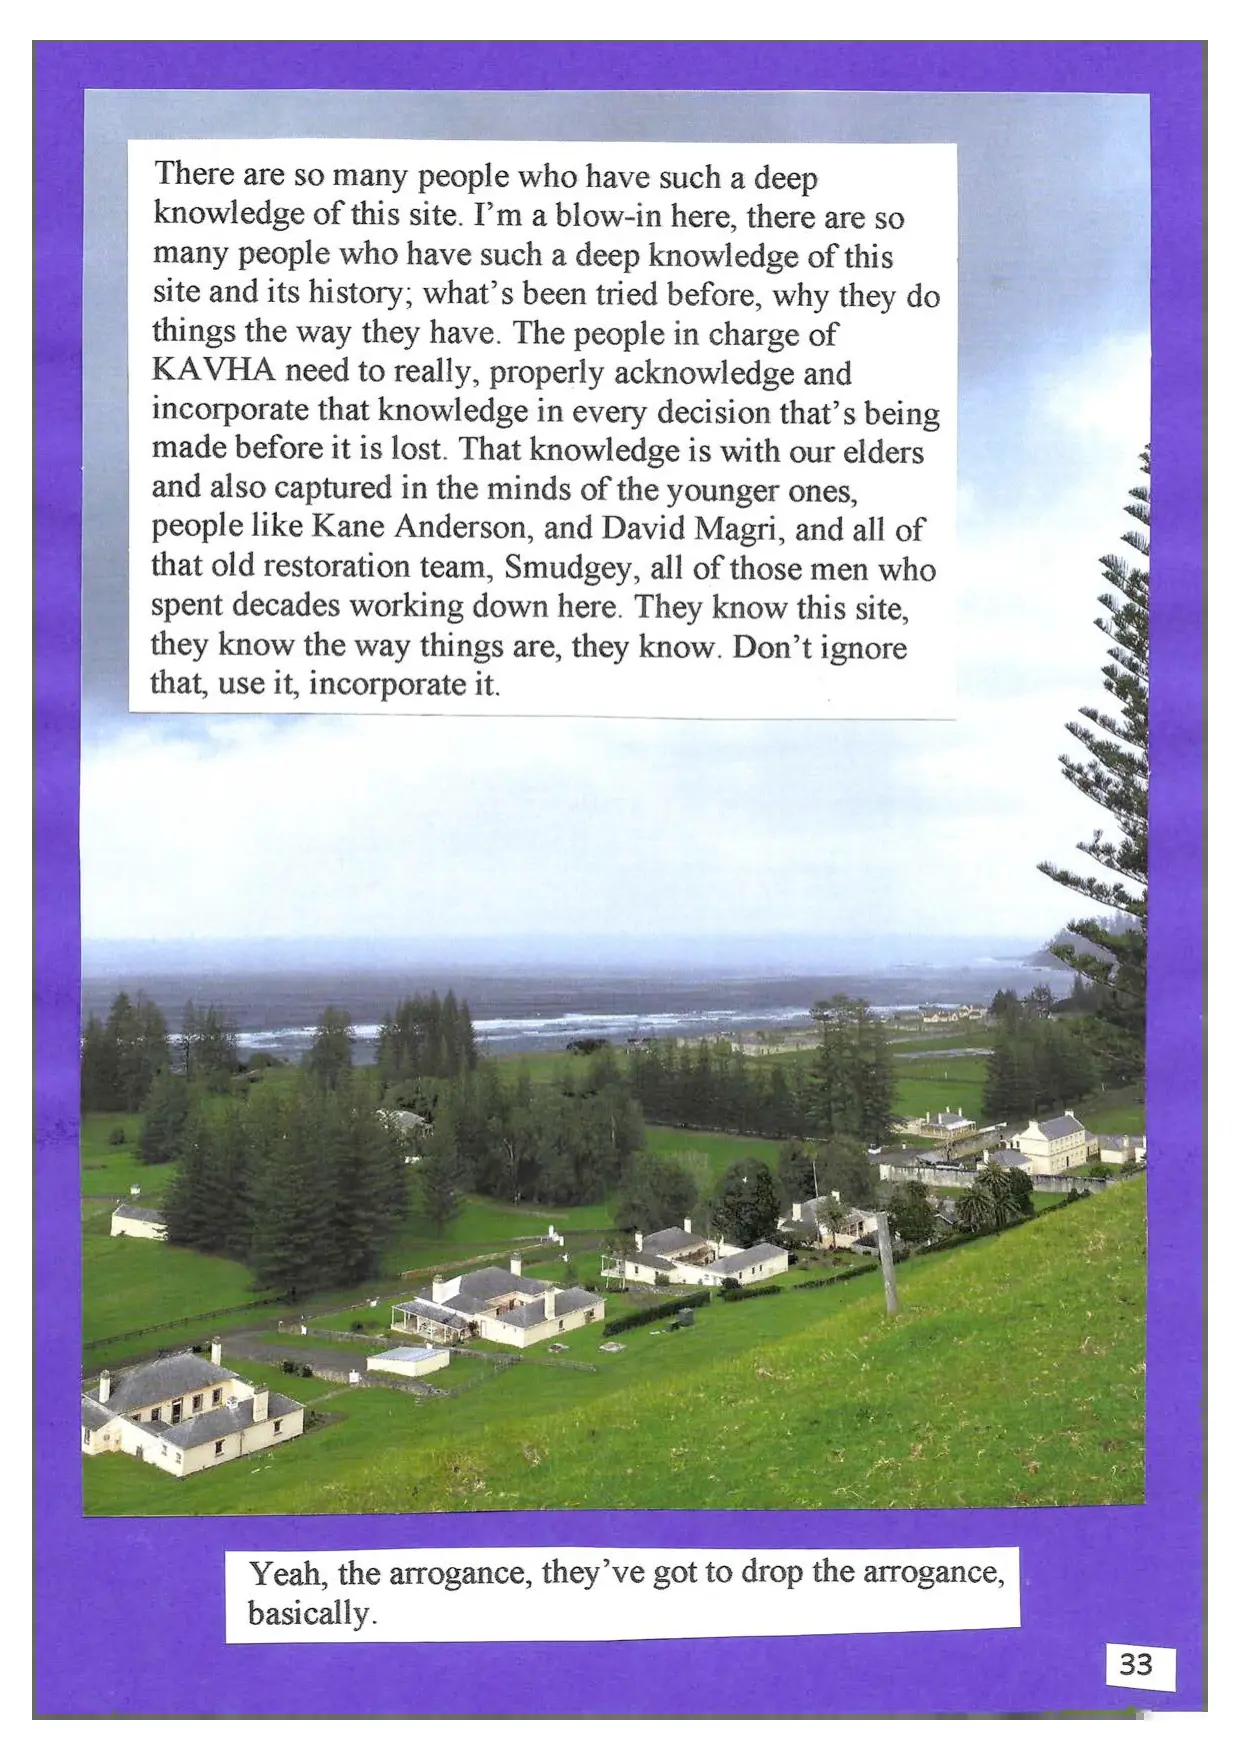 There are so many people who have such a deep
knowledge of this site. I'm a blow-in here, there are so
many people who have such a deep knowledge of this
site and its history; what's been tried before, why they do
things the way they have. The people in charge of
KAVHA need to really, properly acknowledge and
incorporate that knowledge in every decision that's being
made before it is lost. That knowledge is with our elders
and also captured in the minds of the younger ones,
people like Kane Anderson, and David Magri, and all of
that old restoration team, Smudgey, all of those men who
spent decades working down here. They know this site,
they know the way things are, they know. Don't ignore
that, use it, incorporate it.
Yeah, the arrogance, they've got to drop the arrogance,
basically.
33